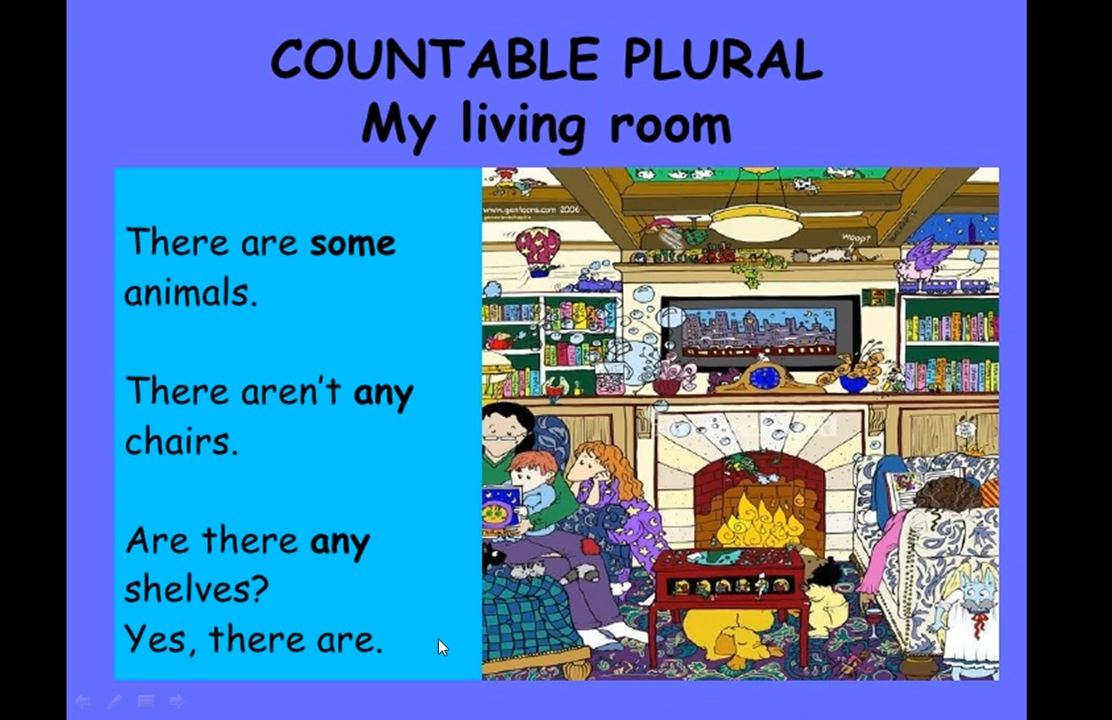 COUNTABLE PLURAL
My living room
There are some
animals.
There aren't any
chairs.
Are there any
shelves?
Yes, there are.
www.gentoons.com 2006
Woop?